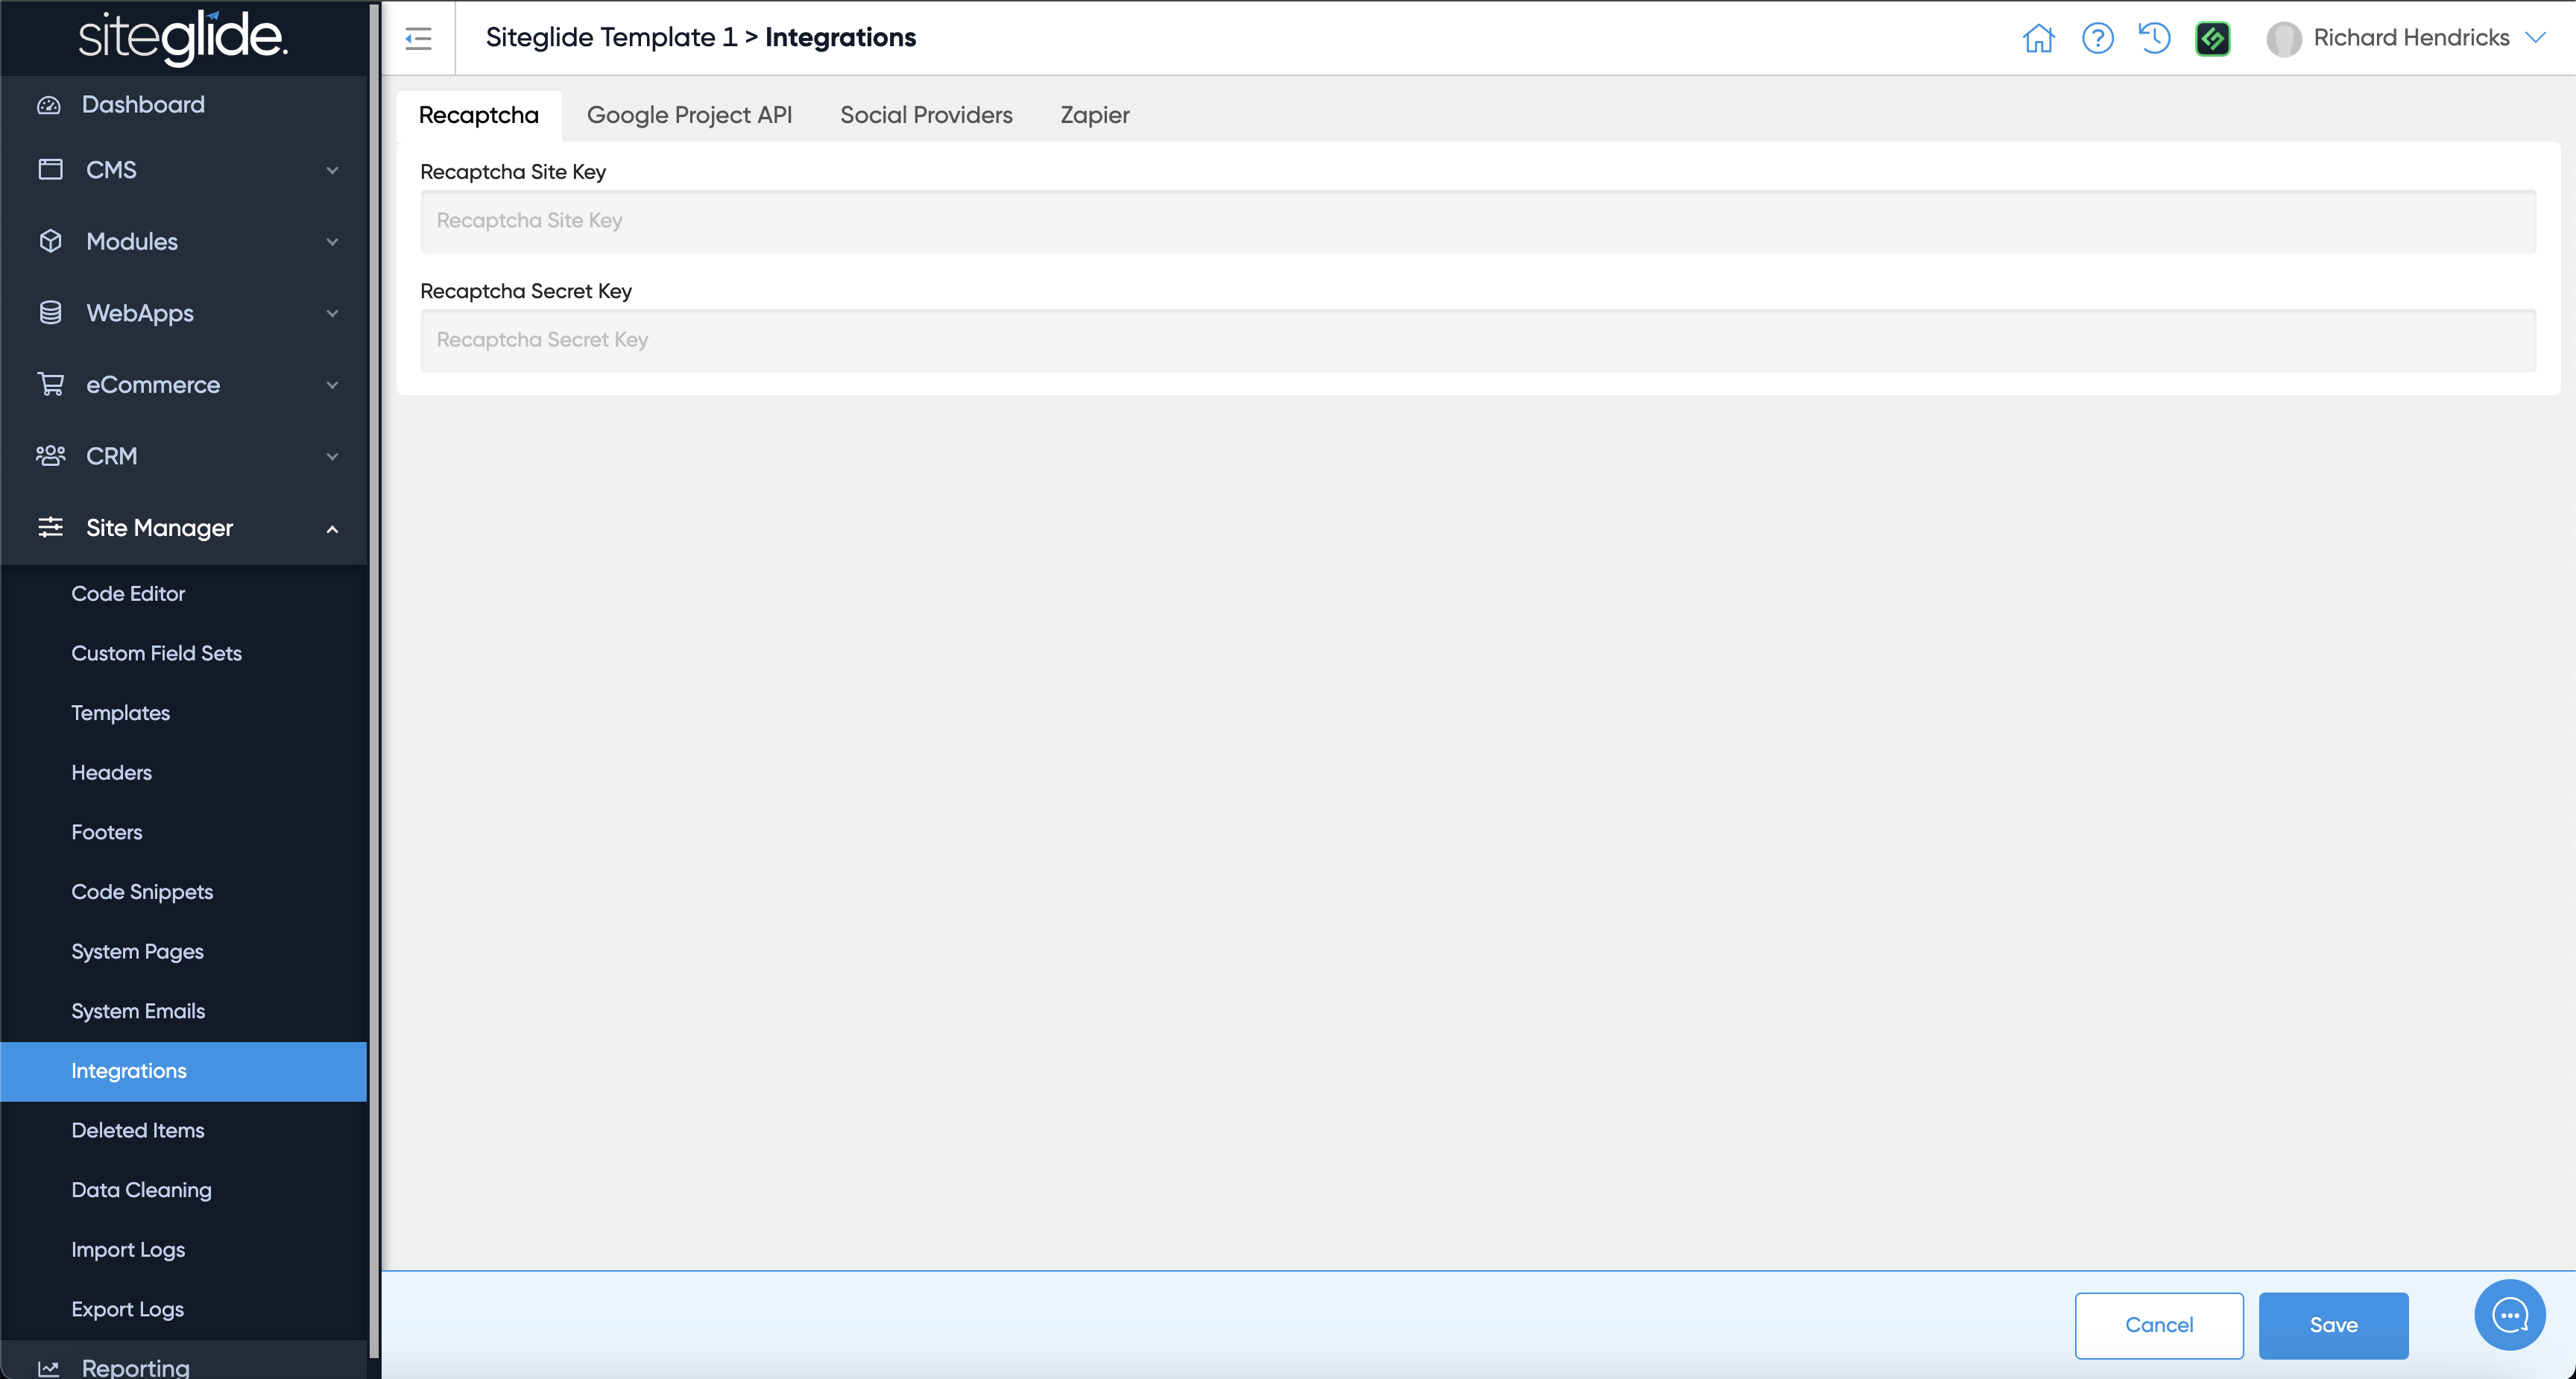 siteglide.
Siteglide Template 1 > Integrations
Richard Hendricks
Dashboard
CMS
Modules
WebApps
eCommerce
CRM
Site Manager
Code Editor
Custom Field Sets
Templates
Headers
Footers
Code Snippets
System Pages
System Emails
Integrations
Deleted Items
Data Cleaning
Import Logs
Export Logs
Reporting
Recaptcha Google Project API Social Providers Zapier
Recaptcha Site Key
Recaptcha Site Key
Recaptcha Secret Key
Recaptcha Secret Key
Cancel Save